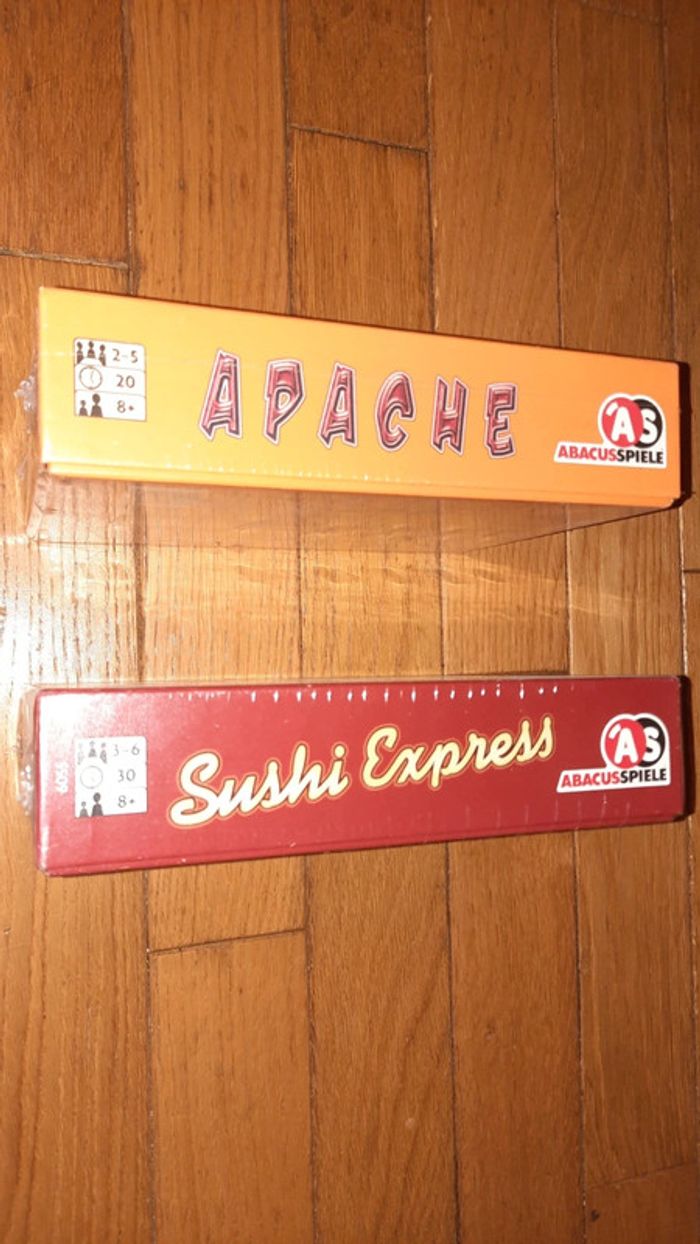 2-5
20
8+
APACHE
AS
ABACUSSPIELE
3-6
30
8+
Sushi Express
AS
ABACUSSPIELE